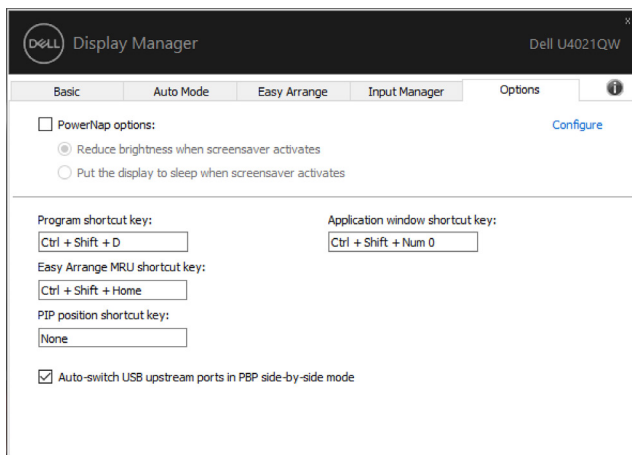 x
DELL Display Manager Dell U4021QW
Basic Auto Mode Easy Arrange Input Manager Options i
PowerNap options: Configure
Reduce brightness when screensaver activates
Put the display to sleep when screensaver activates
Program shortcut key: Application window shortcut key:
Ctrl + Shift + D Ctrl + Shift + Num 0
Easy Arrange MRU shortcut key:
Ctrl + Shift + Home
PIP position shortcut key:
None
Auto-switch USB upstream ports in PBP side-by-side mode